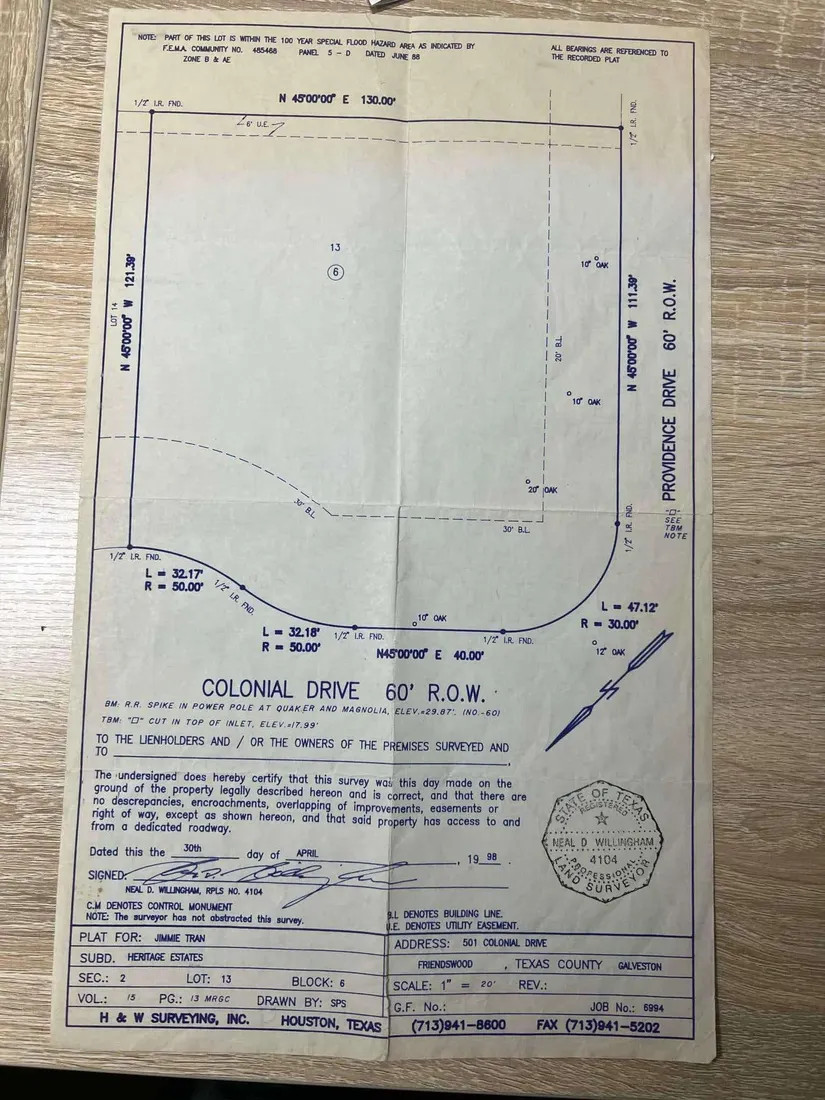 NOTE: PART OF THIS LOT IS WITHIN THE 100 YEAR SPECIAL FLOOD HAZARD AREA AS INDICATED BY
F.E.M.A. COMMUNITY NO. 485468 PANEL 5 - D DATED JUNE 88
ZONE B & AE
ALL BEARINGS ARE REFERENCED TO
THE RECORDED PLAT
1/2" I.R. FND.
N 45°00'00" E 130.00'
1/2" I.R. FND.
6' U.E.
13
6
10" OAK
LOT 14
N 45°00'00" W 121.39'
20' B.L.
N 45°00'00" W 111.39'
PROVIDENCE DRIVE 60' R.O.W.
10" OAK
20" OAK
30' B.L.
30' B.L.
1/2" I.R. FND.
"□"
SEE
TBM
NOTE
1/2" I.R. FND.
L = 32.17'
R = 50.00'
1/2" I.R. FND.
L = 32.18'
R = 50.00'
1/2" I.R. FND.
10" OAK
1/2" I.R. FND.
N45°00'00" E 40.00'
L = 47.12'
R = 30.00'
12" OAK
COLONIAL DRIVE 60' R.O.W.
BM: R.R. SPIKE IN POWER POLE AT QUAKER AND MAGNOLIA, ELEV.=29.87'. (NO.-60)
TBM: "□" CUT IN TOP OF INLET, ELEV.=17.99'
TO THE LIENHOLDERS AND / OR THE OWNERS OF THE PREMISES SURVEYED AND
TO
The undersigned does hereby certify that this survey was this day made on the
ground of the property legally described hereon and is correct, and that there are
no discrepancies, encroachments, overlapping of improvements, easements or
right of way, except as shown hereon, and that said property has access to and
from a dedicated roadway.
Dated this the 30th day of APRIL, 19 98.
SIGNED:
NEAL D. WILLINGHAM, RPLS NO. 4104
STATE OF TEXAS
REGISTERED
NEAL D WILLINGHAM
4104
PROFESSIONAL
LAND SURVEYOR
C.M DENOTES CONTROL MONUMENT
NOTE: The surveyor has not abstracted this survey.
B.L DENOTES BUILDING LINE.
U.E. DENOTES UTILITY EASEMENT.
PLAT FOR: JIMMIE TRAN
ADDRESS: 501 COLONIAL DRIVE
SUBD. HERITAGE ESTATES
FRIENDSWOOD , TEXAS COUNTY GALVESTON
SEC.: 2 LOT: 13 BLOCK: 6
SCALE: 1" = 20' REV.:
VOL.: 15 PG.: 13 MRGC DRAWN BY: SPS
G.F. No.: JOB No.: 6994
H & W SURVEYING, INC. HOUSTON, TEXAS (713)941-8600 FAX (713)941-5202